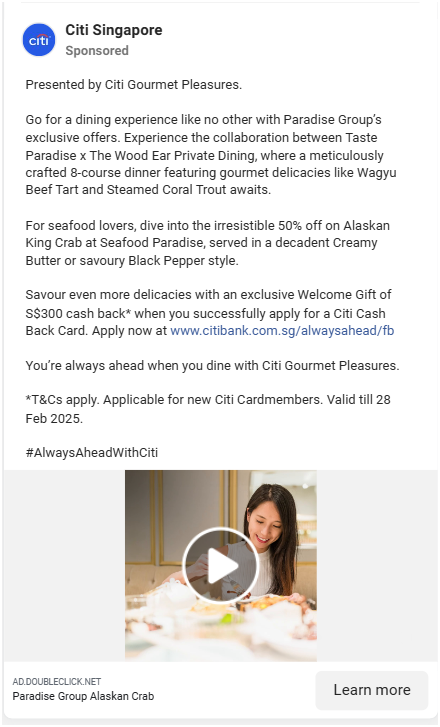 citi
Citi Singapore
Sponsored
Presented by Citi Gourmet Pleasures.
Go for a dining experience like no other with Paradise Group’s
exclusive offers. Experience the collaboration between Taste
Paradise x The Wood Ear Private Dining, where a meticulously
crafted 8-course dinner featuring gourmet delicacies like Wagyu
Beef Tart and Steamed Coral Trout awaits.
For seafood lovers, dive into the irresistible 50% off on Alaskan
King Crab at Seafood Paradise, served in a decadent Creamy
Butter or savoury Black Pepper style.
Savour even more delicacies with an exclusive Welcome Gift of
S$300 cash back* when you successfully apply for a Citi Cash
Back Card. Apply now at www.citibank.com.sg/alwaysahead/fb
You’re always ahead when you dine with Citi Gourmet Pleasures.
*T&Cs apply. Applicable for new Citi Cardmembers. Valid till 28
Feb 2025.
#AlwaysAheadWithCiti
AD.DOUBLECLICK.NET
Paradise Group Alaskan Crab
Learn more